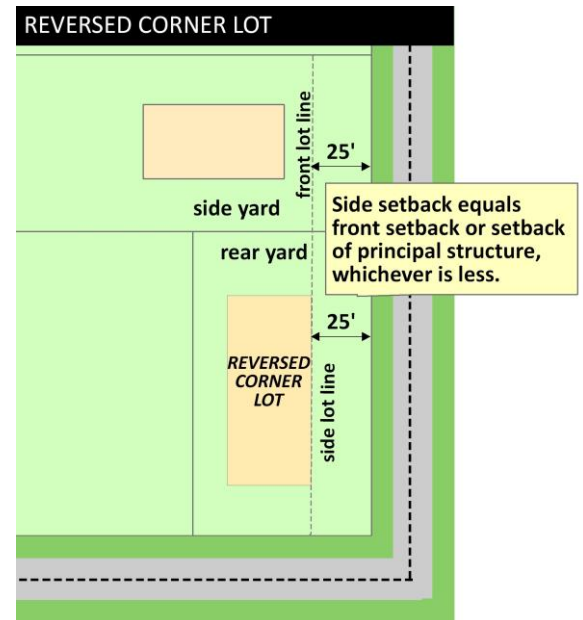 REVERSED CORNER LOT
front lot line
25'
side yard
Side setback equals
front setback or setback
of principal structure,
whichever is less.
rear yard
25'
REVERSED
CORNER
LOT
side lot line